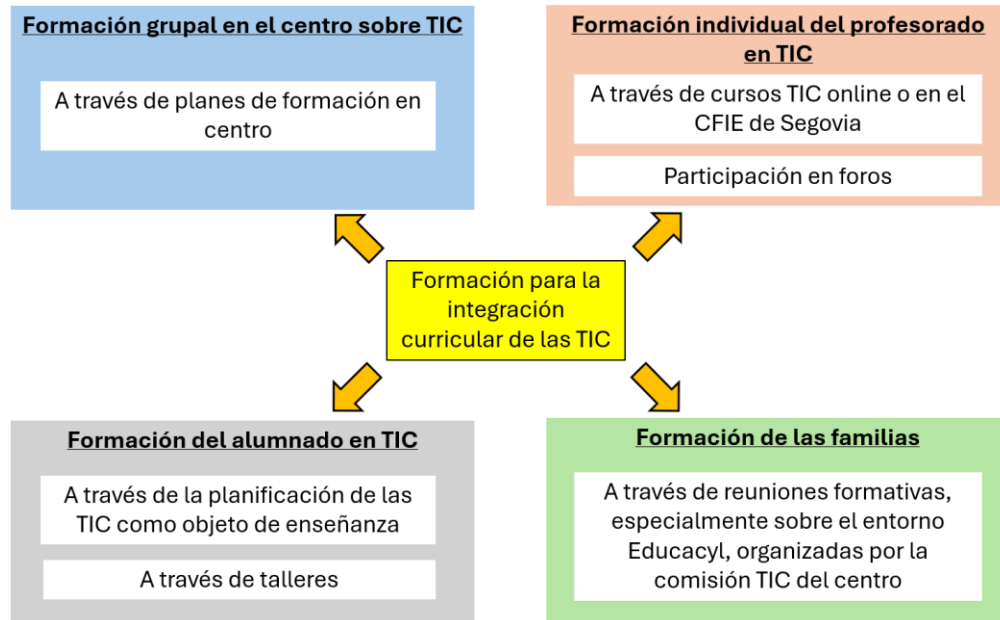 Formación grupal en el centro sobre TIC
A través de planes de formación en
centro
Formación individual del profesorado
en TIC
A través de cursos TIC online o en el
CFIE de Segovia
Participación en foros
Formación para la
integración
curricular de las TIC
Formación del alumnado en TIC
A través de la planificación de las
TIC como objeto de enseñanza
A través de talleres
Formación de las familias
A través de reuniones formativas,
especialmente sobre el entorno
Educacyl, organizadas por la
comisión TIC del centro